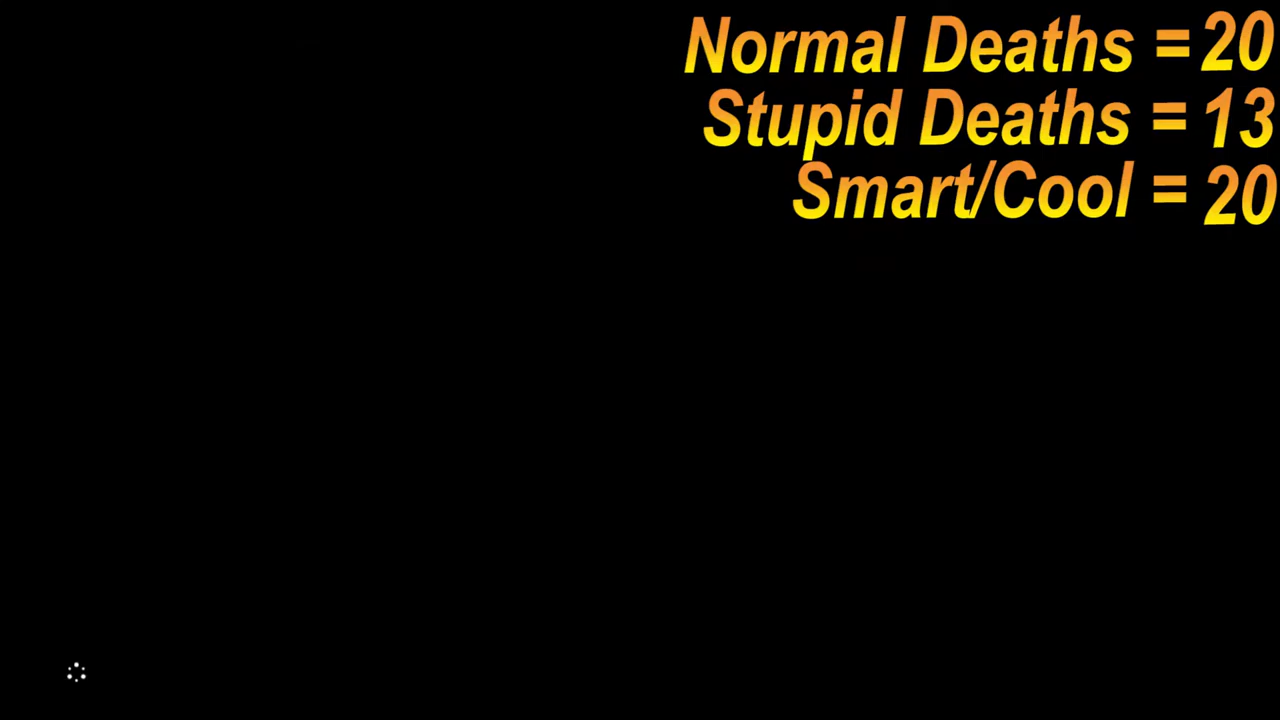 Normal Deaths = 20
Stupid Deaths = 13
Smart/Cool = 20